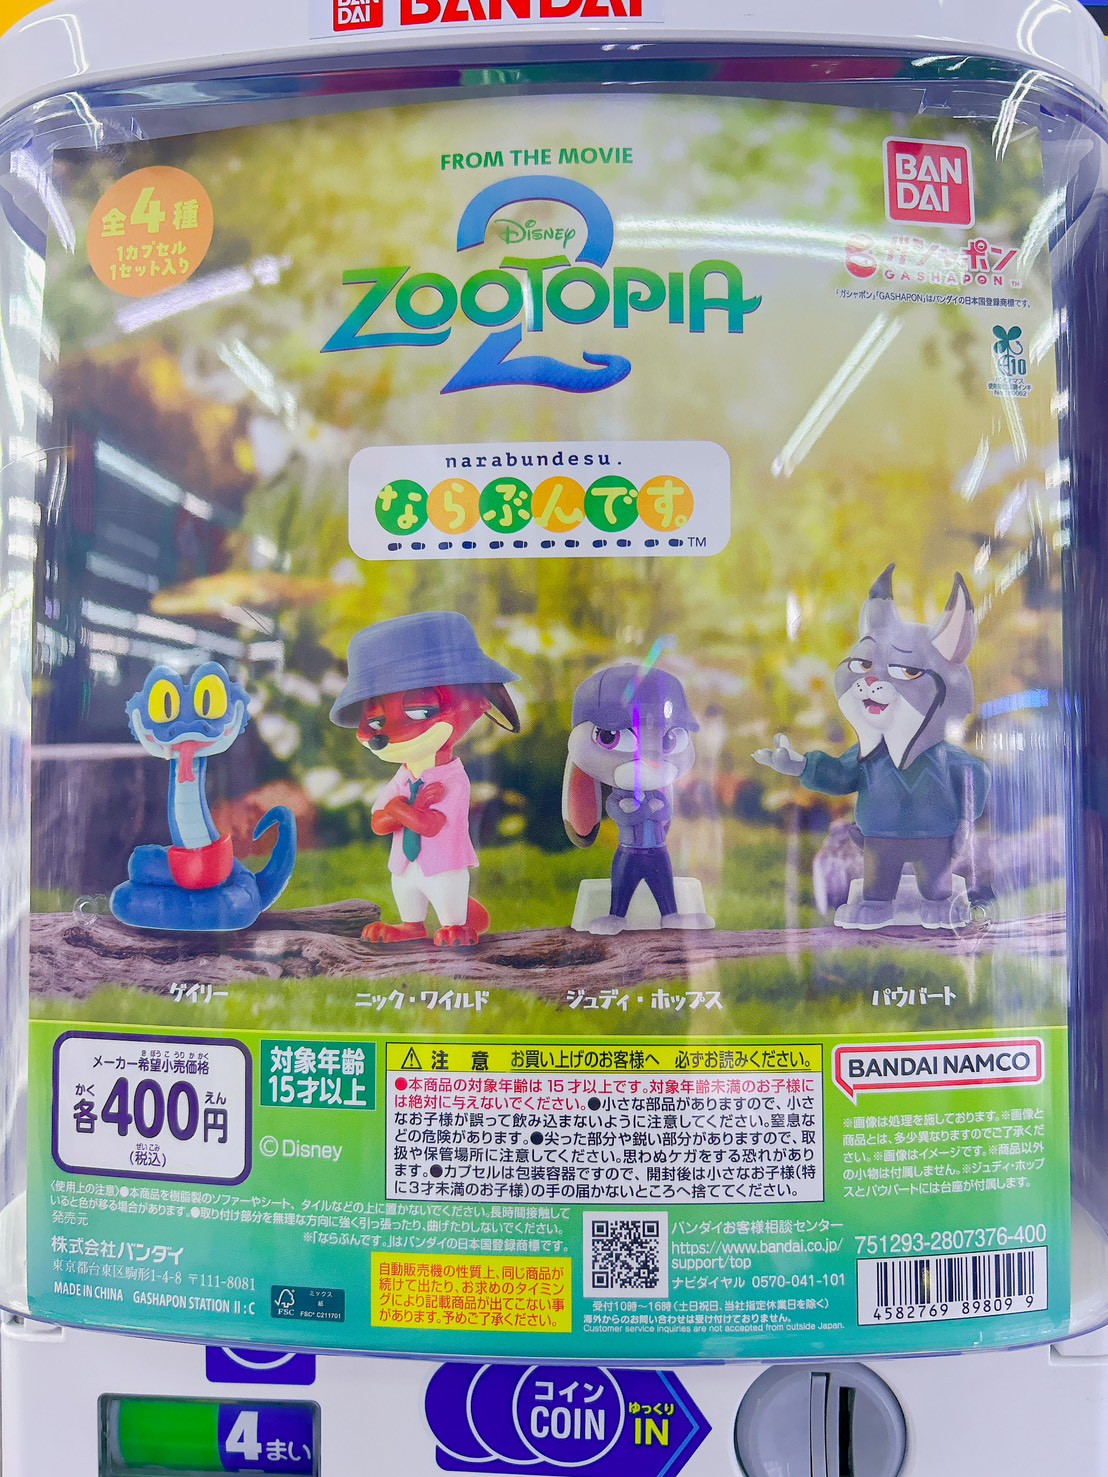 BAN
DAI
BANDAI
FROM THE MOVIE
全4種
1カプセル
1セット入り
Disney
ZOOTOPIA
2
BAN
DAI
ガシャポン
GASHAPON™
「ガシャポン」「GASHAPON」はバンダイの日本国登録商標です。
10
narabundesu.
ならぶんです。
TM
ゲイリー
ニック・ワイルド
ジュディ・ホップス
パウパート
メーカー希望小売価格
き ぼう こ うり か かく
各400円
かく
えん
(税込)
ぜいこみ
対象年齢
15才以上
©Disney
注 意 お買い上げのお客様へ 必ずお読みください。
●本商品の対象年齢は15才以上です。対象年齢未満のお子様に
は絶対に与えないでください。●小さな部品がありますので、小さ
なお子様が誤って飲み込まないように注意してください。窒息な
どの危険があります。●尖った部分や鋭い部分がありますので、取
扱や保管場所に注意してください。思わぬケガをする恐れがあり
ます。●カプセルは包装容器ですので、開封後は小さなお子様(特
に3才未満のお子様)の手の届かないところへ捨ててください。
BANDAI NAMCO
※画像は処理を施しております。※画像と
商品とは、多少異なりますのでご了承くだ
さい。※画像はイメージです。※商品以外
の小物は付属しません。※ジュディ・ホップ
スとパウパートには台座が付属します。
〈使用上の注意〉●本商品を樹脂製のソファーやシート、タイルなどの上に置かないでください。長時間接触して
いると色が移る場合があります。●取り付け部分を無理な方向に強く引っ張ったり、曲げたりしないでください。
※「ならぶんです。」はバンダイの日本国登録商標です。
発売元
株式会社バンダイ
東京都台東区駒形1-4-8 〒111-8081
MADE IN CHINA GASHAPON STATION Ⅱ:C
FSC
ミックス
紙
FSC® C211701
自動販売機の性質上、同じ商品が
続けて出たり、お求めのタイミン
グにより記載商品が出てこない事
があります。予めご了承ください。
バンダイお客様相談センター
https://www.bandai.co.jp/
support/top
ナビダイヤル 0570-041-101
受付10時〜16時(土日祝日、当社指定休業日を除く)
海外からのお問い合わせは受け付けておりません。
Customer service inquiries are not accepted from outside Japan.
751293-2807376-400
4582769 89809 9
4まい
コイン
COIN
ゆっくり
IN